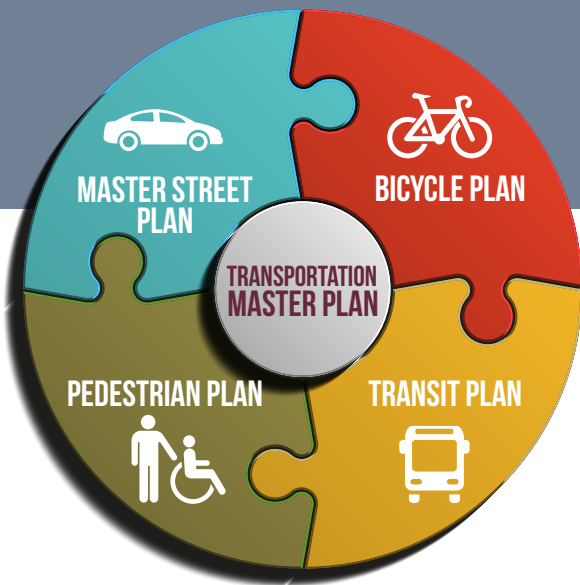 MASTER STREET
PLAN
BICYCLE PLAN
TRANSPORTATION
MASTER PLAN
PEDESTRIAN PLAN
TRANSIT PLAN